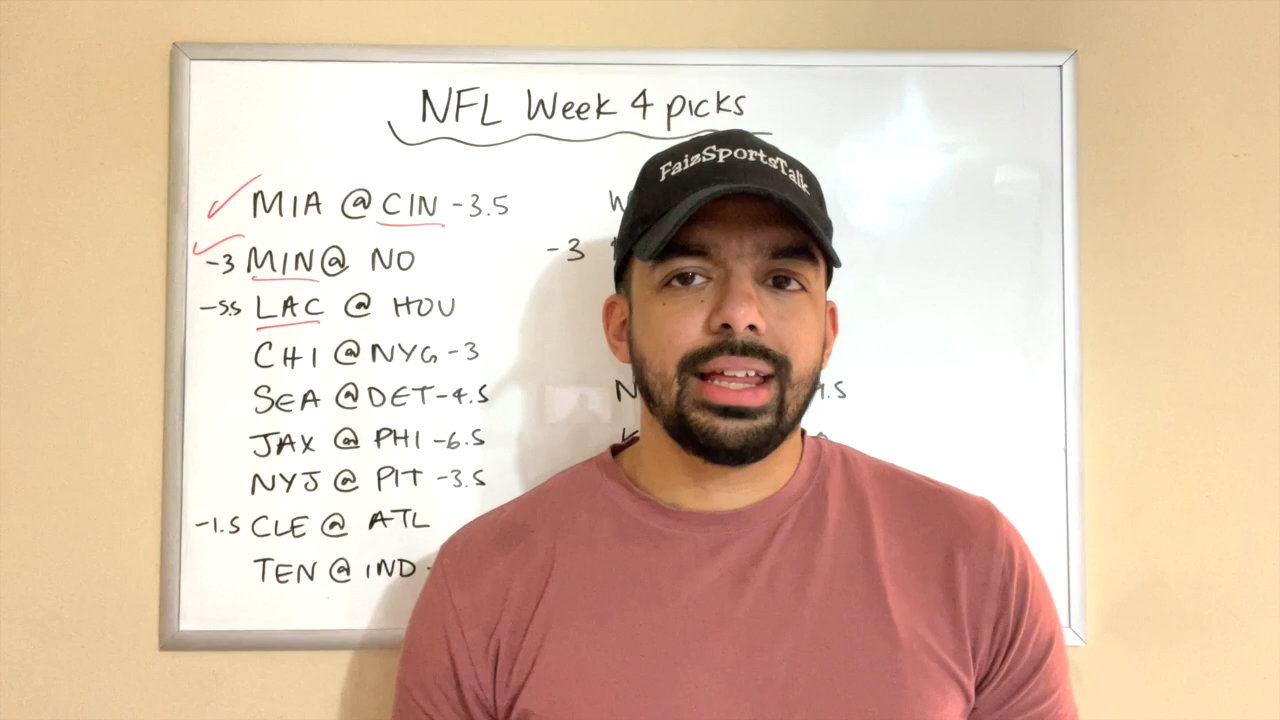 NFL Week 4 picks
FaizSportsTalk
MIA @ CIN -3.5
-3 MIN @ NO
-3
-5.5 LAC @ HOU
CHI @ NYG -3
SEA @ DET -4.5
JAX @ PHI -6.5
NYJ @ PIT -3.5
-1.5 CLE @ ATL
TEN @ IND